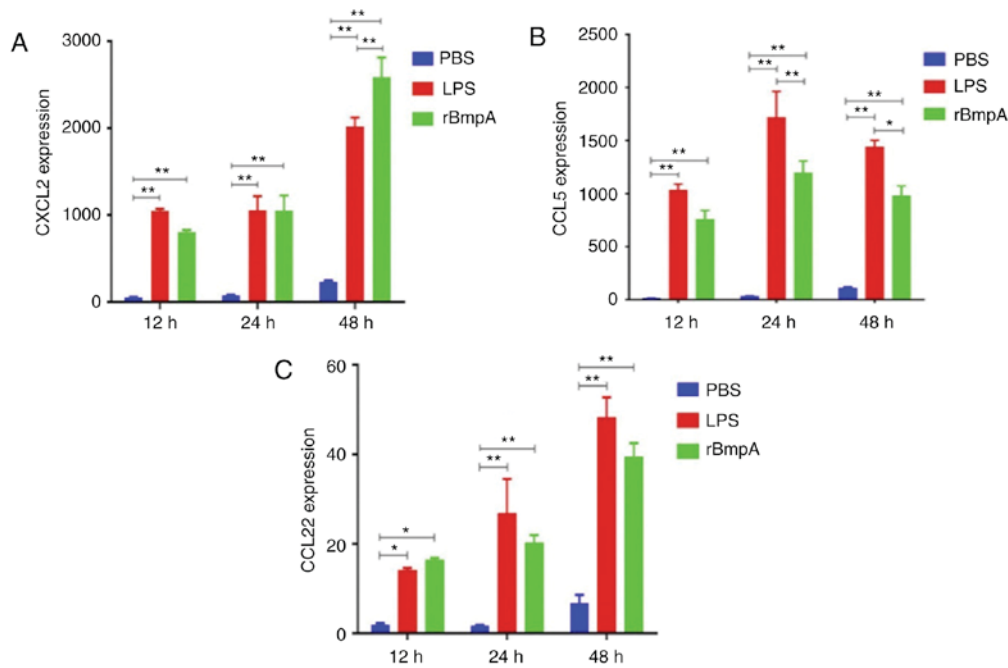 A
CXCL2 expression
3000
2000
1000
0
** ** ** ** ** ** **
12 h 24 h 48 h
PBS
LPS
rBmpA
B
CCL5 expression
2500
2000
1500
1000
500
0
** ** ** ** ** ** ** *
12 h 24 h 48 h
PBS
LPS
rBmpA
C
CCL22 expression
60
40
20
0
* * ** ** ** **
12 h 24 h 48 h
PBS
LPS
rBmpA